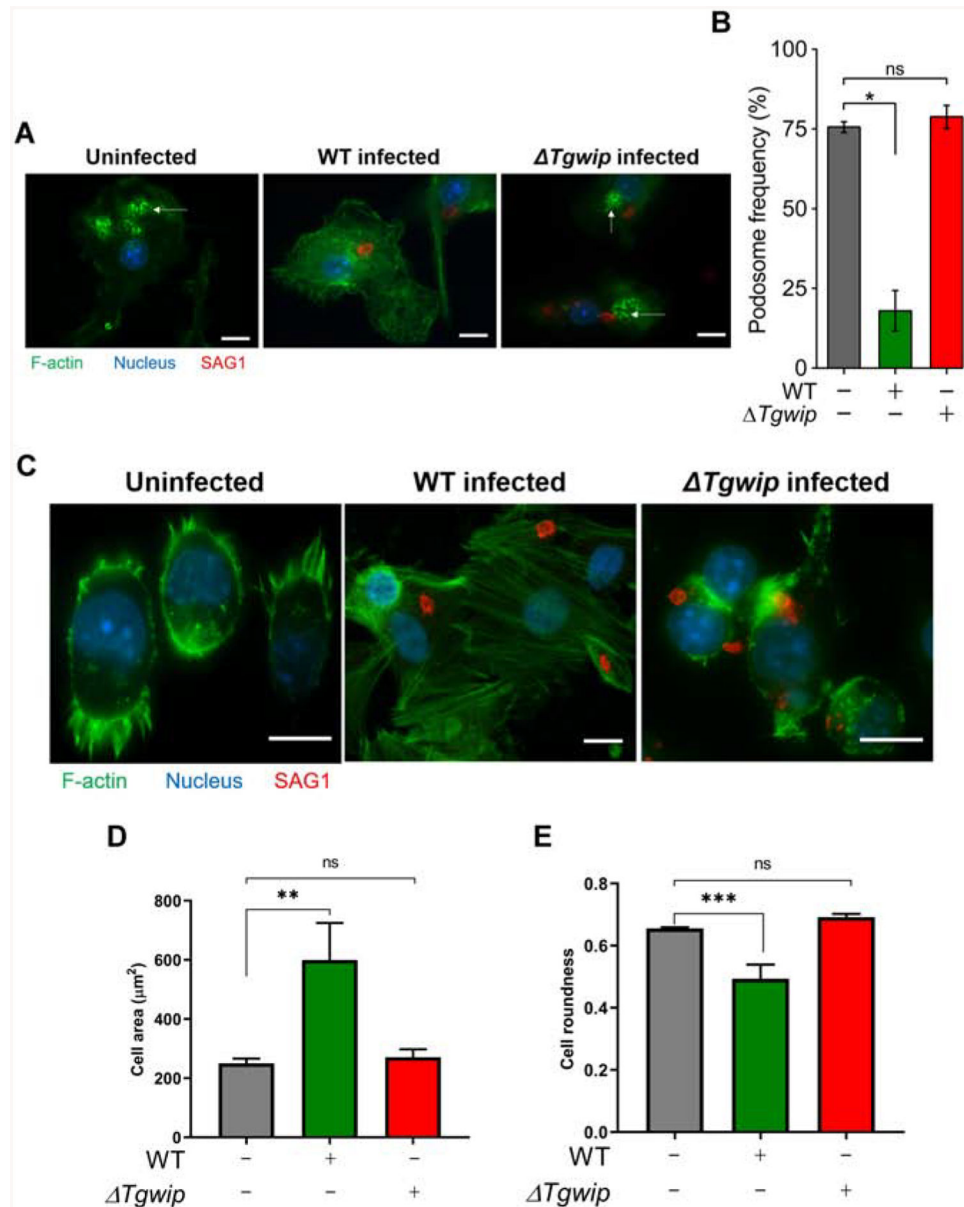 A
Uninfected WT infected ΔTgwip infected
F-actin Nucleus SAG1
B
Podosome frequency (%)
100
75
50
25
0
ns
*
WT − + −
ΔTgwip − − +
C
Uninfected WT infected ΔTgwip infected
F-actin Nucleus SAG1
D
Cell area (μm²)
800
600
400
200
0
ns
**
WT − + −
ΔTgwip − − +
E
Cell roundness
0.8
0.6
0.4
0.2
0.0
ns
***
WT − + −
ΔTgwip − − +